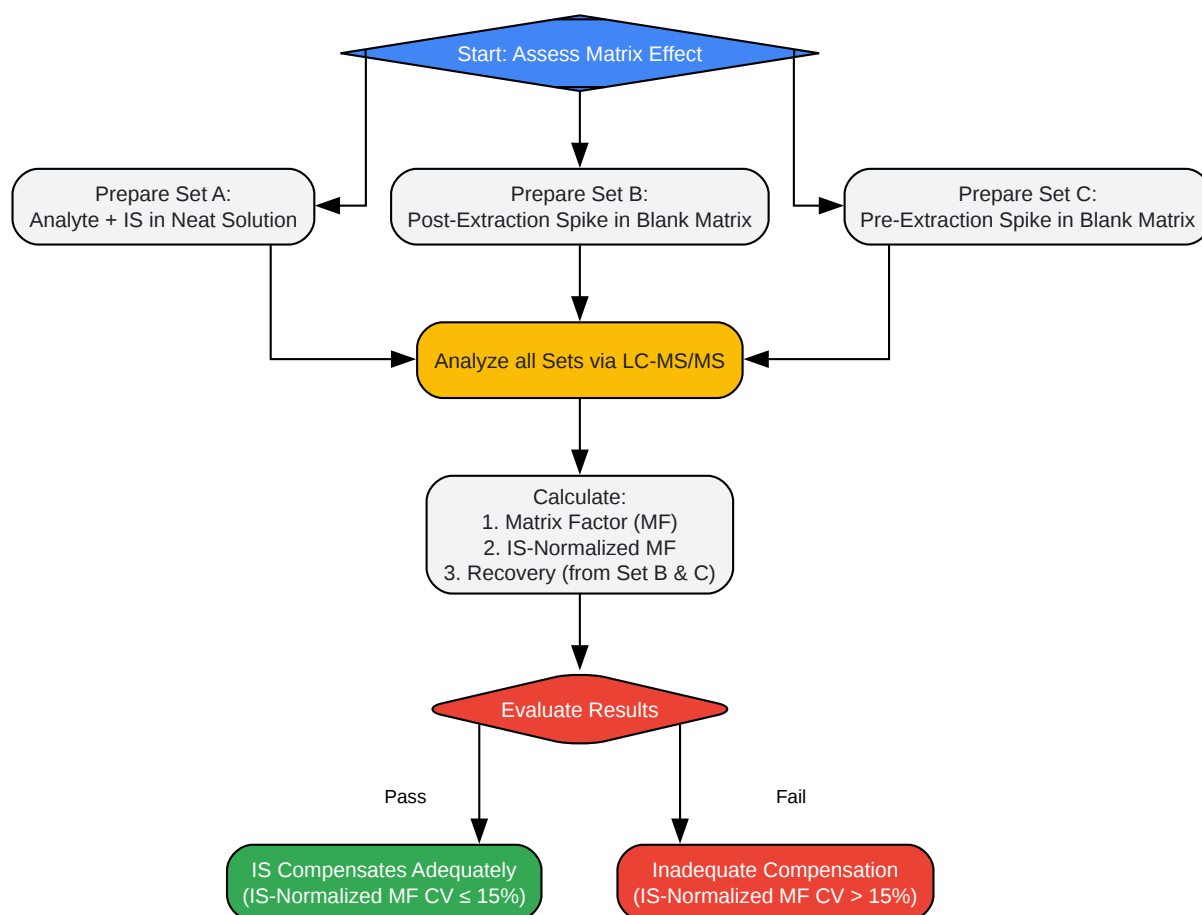 Start: Assess Matrix Effect
Prepare Set A:
Analyte + IS in Neat Solution
Prepare Set B:
Post-Extraction Spike in Blank Matrix
Prepare Set C:
Pre-Extraction Spike in Blank Matrix
Analyze all Sets via LC-MS/MS
Calculate:
1. Matrix Factor (MF)
2. IS-Normalized MF
3. Recovery (from Set B & C)
Evaluate Results
Pass
Fail
IS Compensates Adequately
(IS-Normalized MF CV ≤ 15%)
Inadequate Compensation
(IS-Normalized MF CV > 15%)